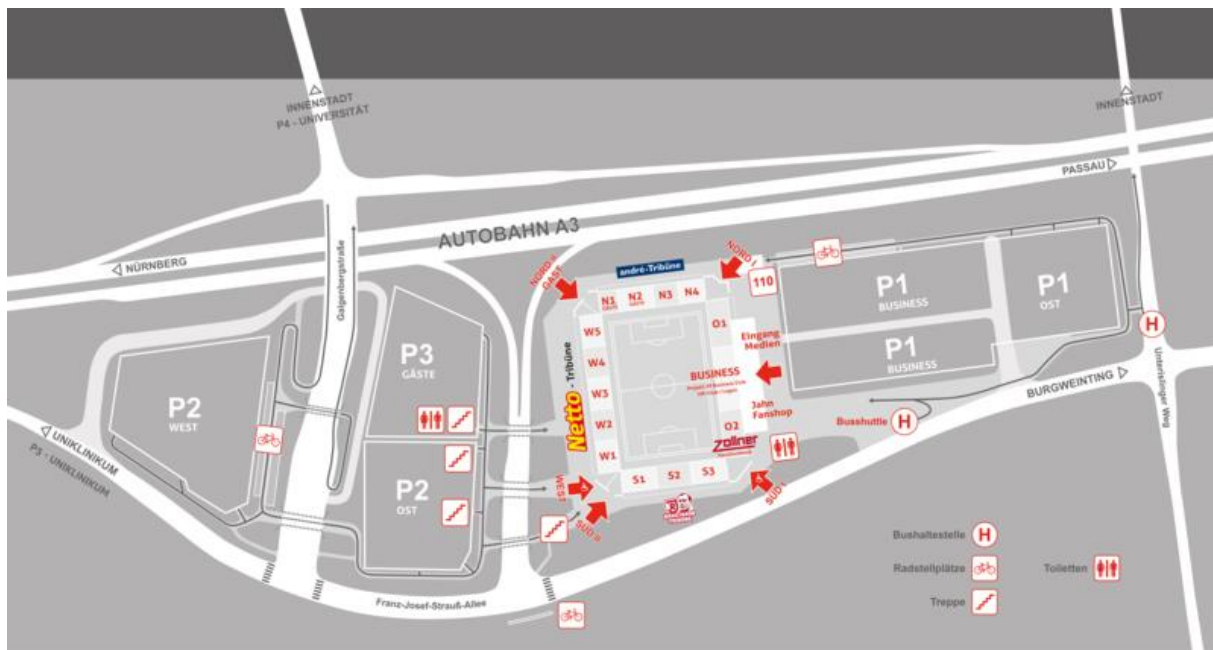 INNENSTADT
P4 - UNIVERSITÄT
INNENSTADT
PASSAU
AUTOBAHN A3
NÜRNBERG
Galgenbergstraße
NORD II
GAST
andré-Tribüne
NORD I
110
N1
GÄSTE
N2
GÄSTE
N3
N4
W5
W4
W3
W2
W1
O1
O2
S1
S2
S3
Netto - Tribüne
Eingang
Medien
BUSINESS
Jahn
Fanshop
Zollner
P1
BUSINESS
P1
BUSINESS
P1
OST
H
Unterislinger Weg
BURGWEINTING
Busshuttle
H
P3
GÄSTE
P2
WEST
P2
OST
UNIKLINIKUM
P5 - UNIKLINIKUM
WEST
SÜD II
SÜD I
Franz-Josef-Strauß-Allee
Bushaltestelle
H
Radstellplätze
Toiletten
Treppe